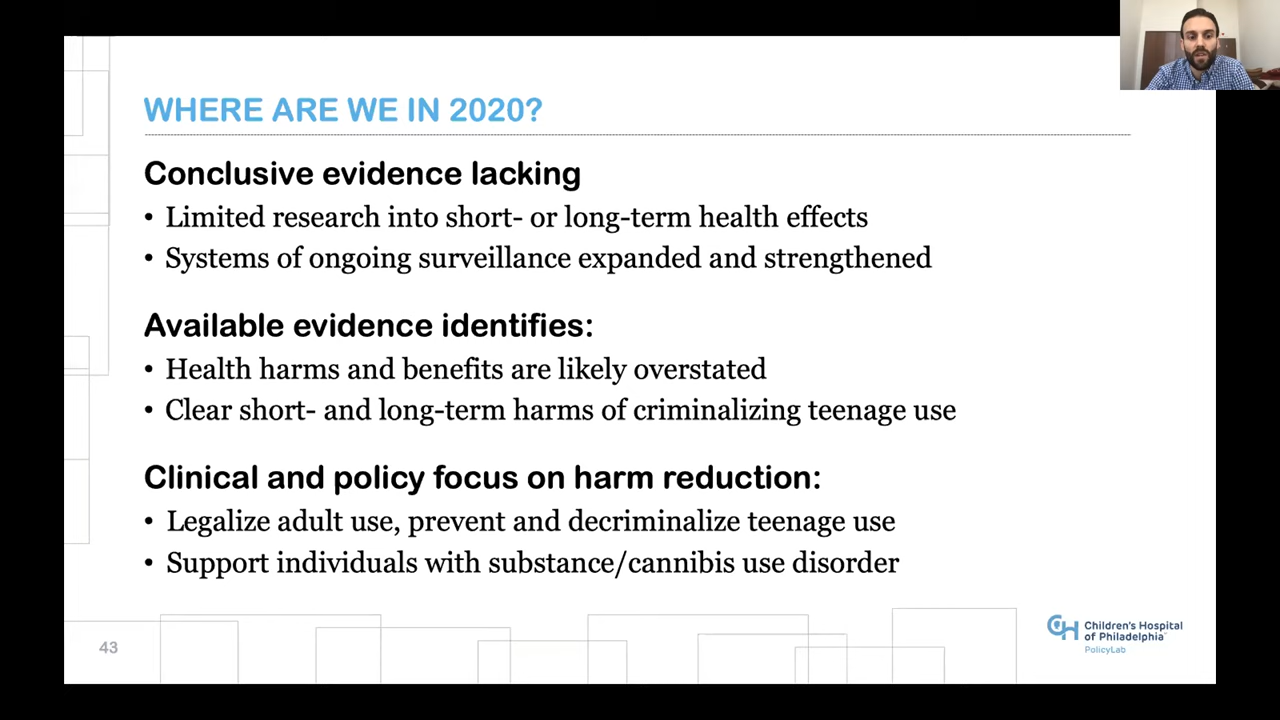 WHERE ARE WE IN 2020?
Conclusive evidence lacking
• Limited research into short- or long-term health effects
• Systems of ongoing surveillance expanded and strengthened
Available evidence identifies:
• Health harms and benefits are likely overstated
• Clear short- and long-term harms of criminalizing teenage use
Clinical and policy focus on harm reduction:
• Legalize adult use, prevent and decriminalize teenage use
• Support individuals with substance/cannibis use disorder
43
CH Children's Hospital
of Philadelphia™
PolicyLab